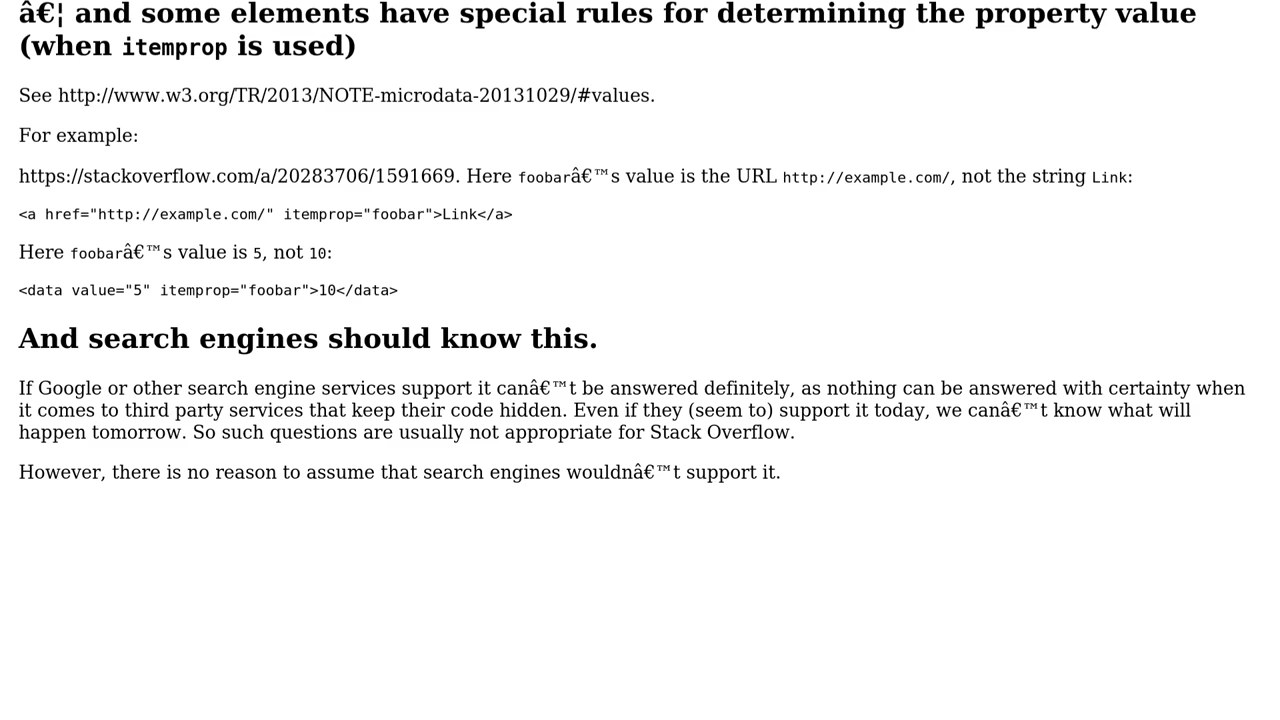 â€¦ and some elements have special rules for determining the property value
(when itemprop is used)
See http://www.w3.org/TR/2013/NOTE-microdata-20131029/#values.
For example:
https://stackoverflow.com/a/20283706/1591669. Here foobarâ€™s value is the URL http://example.com/, not the string Link:
<a href="http://example.com/" itemprop="foobar">Link</a>
Here foobarâ€™s value is 5, not 10:
<data value="5" itemprop="foobar">10</data>
And search engines should know this.
If Google or other search engine services support it canâ€™t be answered definitely, as nothing can be answered with certainty when
it comes to third party services that keep their code hidden. Even if they (seem to) support it today, we canâ€™t know what will
happen tomorrow. So such questions are usually not appropriate for Stack Overflow.
However, there is no reason to assume that search engines wouldnâ€™t support it.